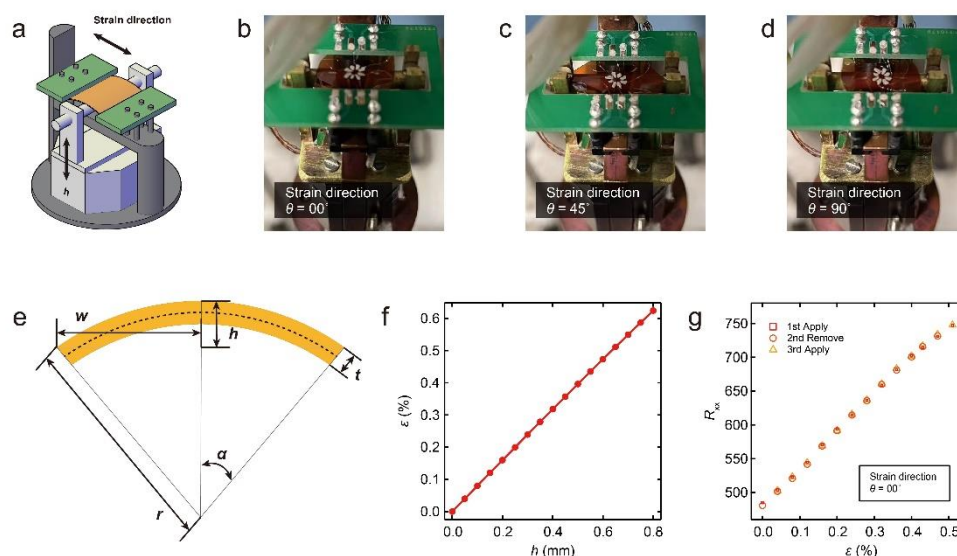 a
Strain direction
h
b
Strain direction
θ = 00°
c
Strain direction
θ = 45°
d
Strain direction
θ = 90°
e
w
h
t
α
r
f
ε (%)
0.6
0.5
0.4
0.3
0.2
0.1
0.0
0.0 0.2 0.4 0.6 0.8
h (mm)
g
R xx
750
700
650
600
550
500
1st Apply
2nd Remove
3rd Apply
Strain direction
θ = 00°
0.0 0.1 0.2 0.3 0.4 0.5
ε (%)